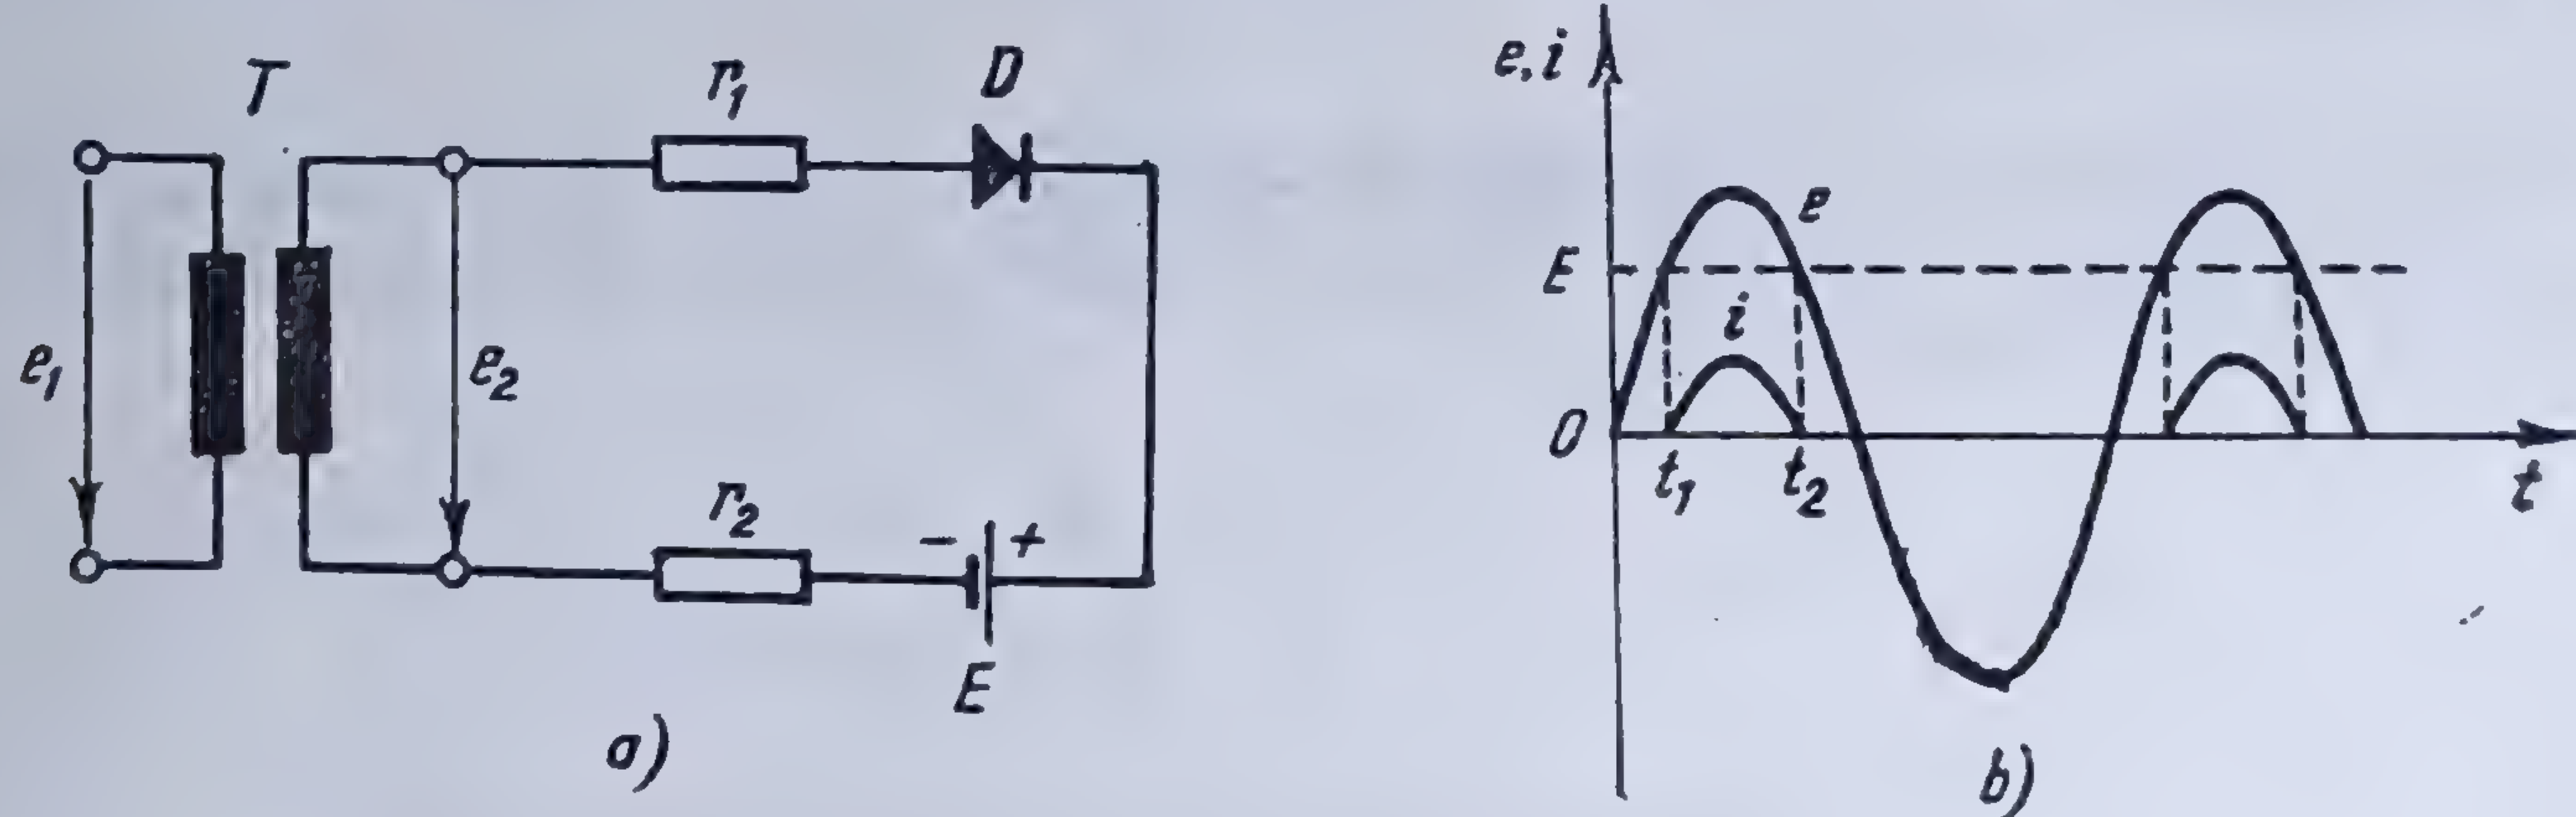 T
r₁
D
e₁
e₂
r₂
- +
E
a)
e,i
e
E
i
0
t₁
t₂
t
b)